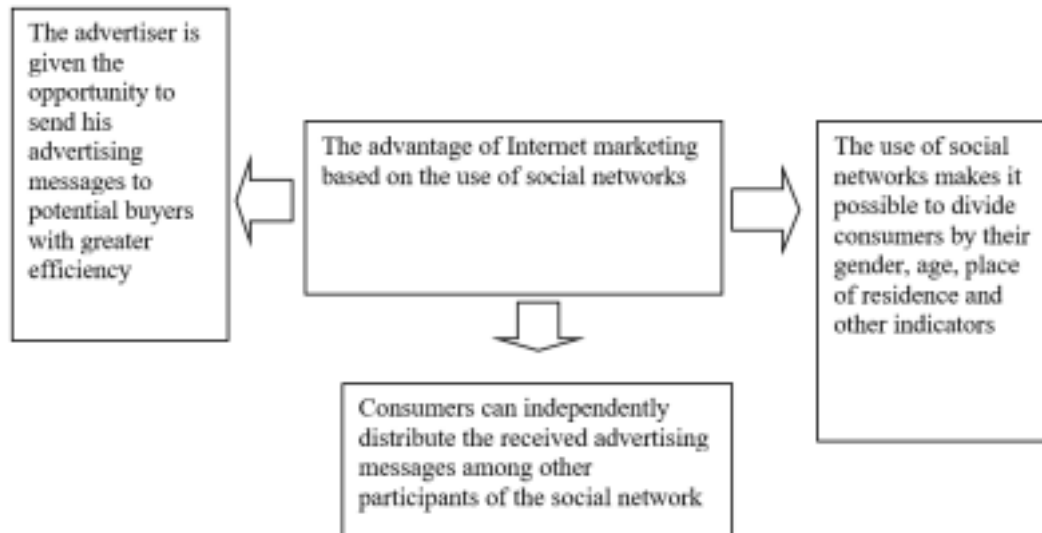 The advertiser is
given the
opportunity to
send his
advertising
messages to
potential buyers
with greater
efficiency
The advantage of Internet marketing
based on the use of social networks
The use of social
networks makes it
possible to divide
consumers by their
gender, age, place
of residence and
other indicators
Consumers can independently
distribute the received advertising
messages among other
participants of the social network